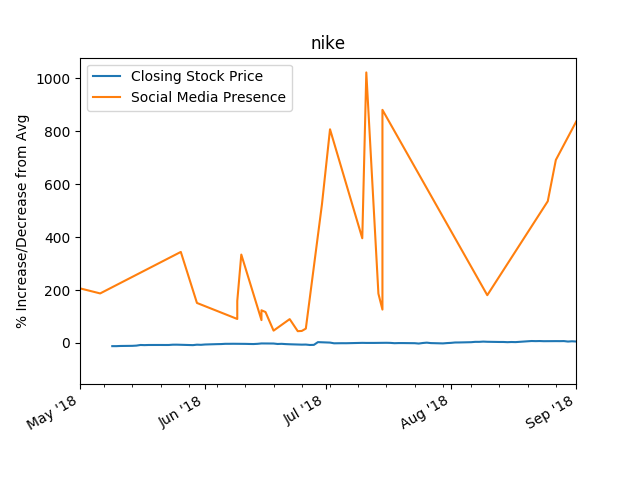 nike
Closing Stock Price
Social Media Presence
% Increase/Decrease from Avg
1000
800
600
400
200
0
May '18
Jun '18
Jul '18
Aug '18
Sep '18